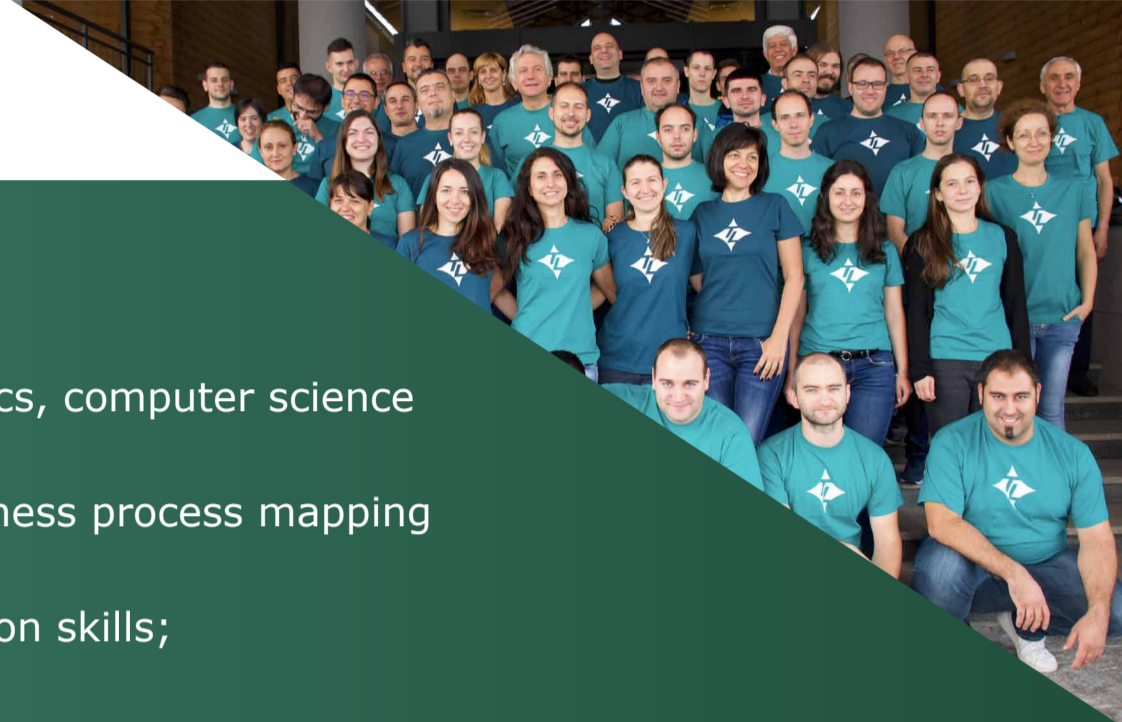 cs, computer science
ness process mapping
on skills;